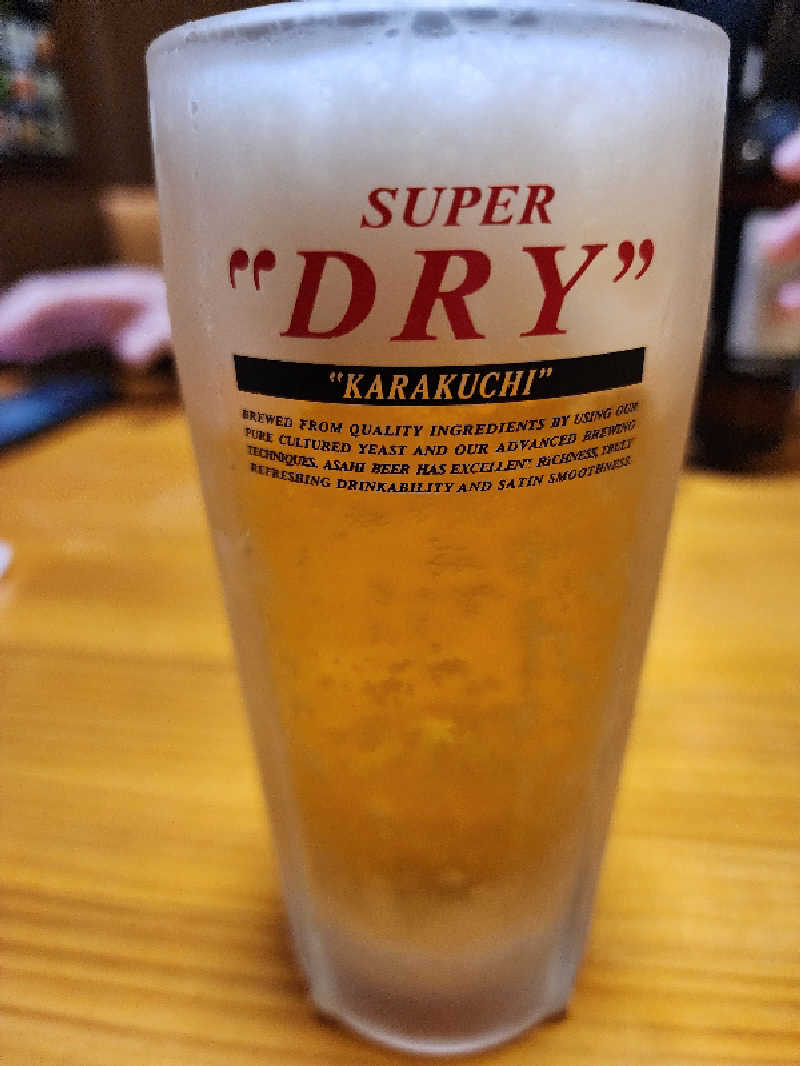 SUPER
"DRY"
"KARAKUCHI"
BREWED FROM QUALITY INGREDIENTS BY USING OUR
PURE CULTURED YEAST AND OUR ADVANCED BREWING
TECHNIQUES. ASAHI BEER HAS EXCELLENT RICHNESS, TRULY
REFRESHING DRINKABILITY AND SATIN SMOOTHNESS.